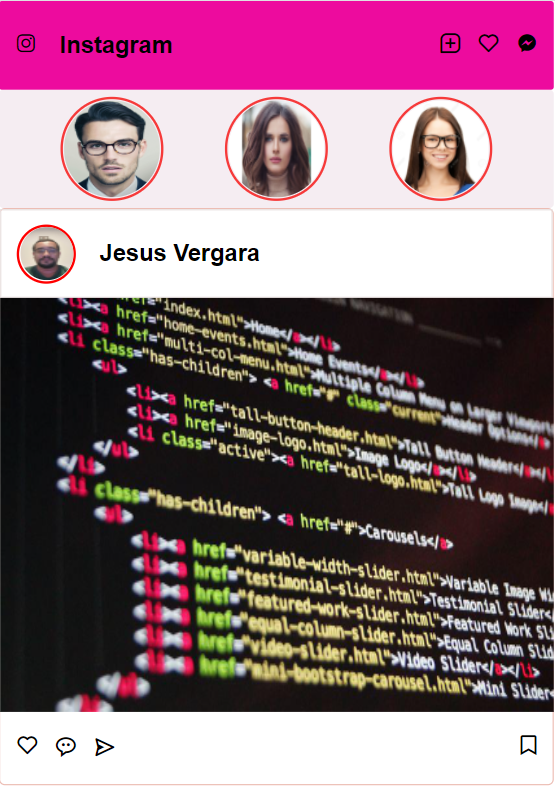 Instagram
Jesus Vergara
<li><a href="index.html">Home</a></li>
<li><a href="home-events.html">Home Events</a></li>
<li><a href="multi-col-menu.html">Multiple Column Menu on Larger Viewports
<li class="has-children"> <a href="#" class="current">Header Options</a>
<ul>
<li><a href="tall-button-header.html">Tall Button Header</a></li>
<li><a href="image-logo.html">Image Logo</a></li>
<li class="active"><a href="tall-logo.html">Tall Logo Image</a>
</ul>
</li>
<li class="has-children"> <a href="#">Carousels</a>
<ul>
<li><a href="variable-width-slider.html">Variable Image
<li><a href="testimonial-slider.html">Testimonial Slider</
<li><a href="featured-work-slider.html">Featured Work
<li><a href="equal-column-slider.html">Equal Column
<li><a href="video-slider.html">Video Slider</a></li>
<li><a href="mini-bootstrap-carousel.html">Mini Slider<
</ul>
</li>